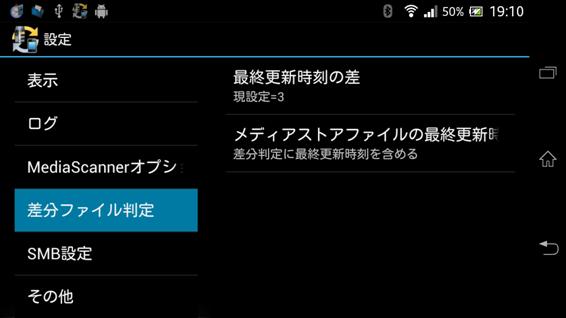 50% 19:10
設定
表示
ログ
MediaScannerオプシ
差分ファイル判定
SMB設定
その他
最終更新時刻の差
現設定=3
メディアストアファイルの最終更新時
差分判定に最終更新時刻を含める